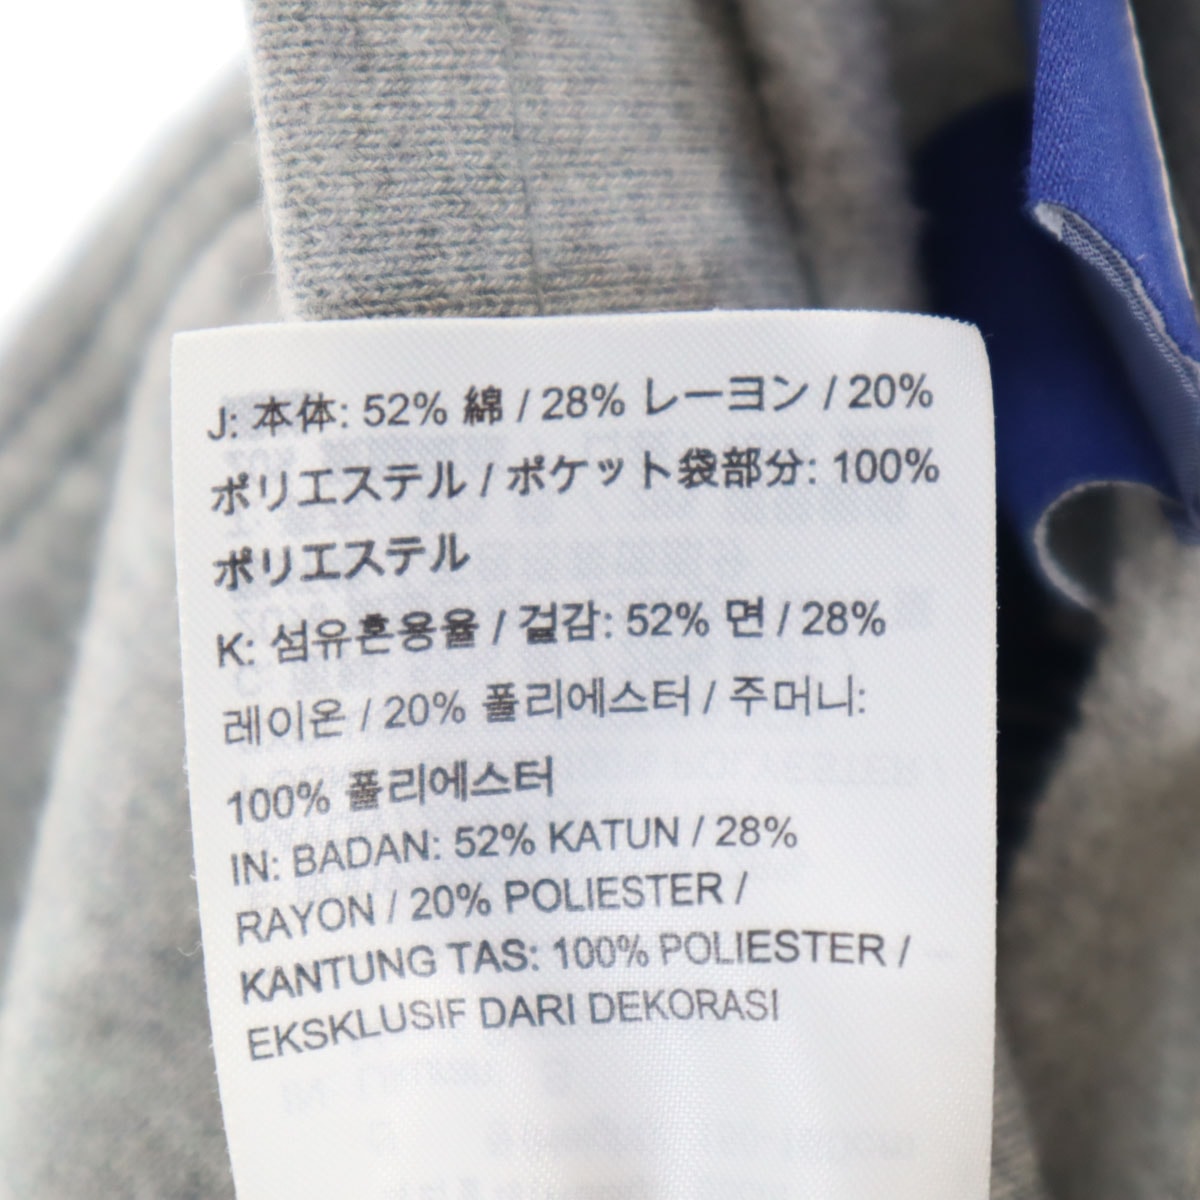 J: 本体: 52% 綿 / 28% レーヨン / 20%
ポリエステル / ポケット袋部分: 100%
ポリエステル
K: 섬유혼용율 / 겉감: 52% 면 / 28%
레이온 / 20% 폴리에스터 / 주머니:
100% 폴리에스터
IN: BADAN: 52% KATUN / 28%
RAYON / 20% POLIESTER /
KANTUNG TAS: 100% POLIESTER /
EKSKLUSIF DARI DEKORASI